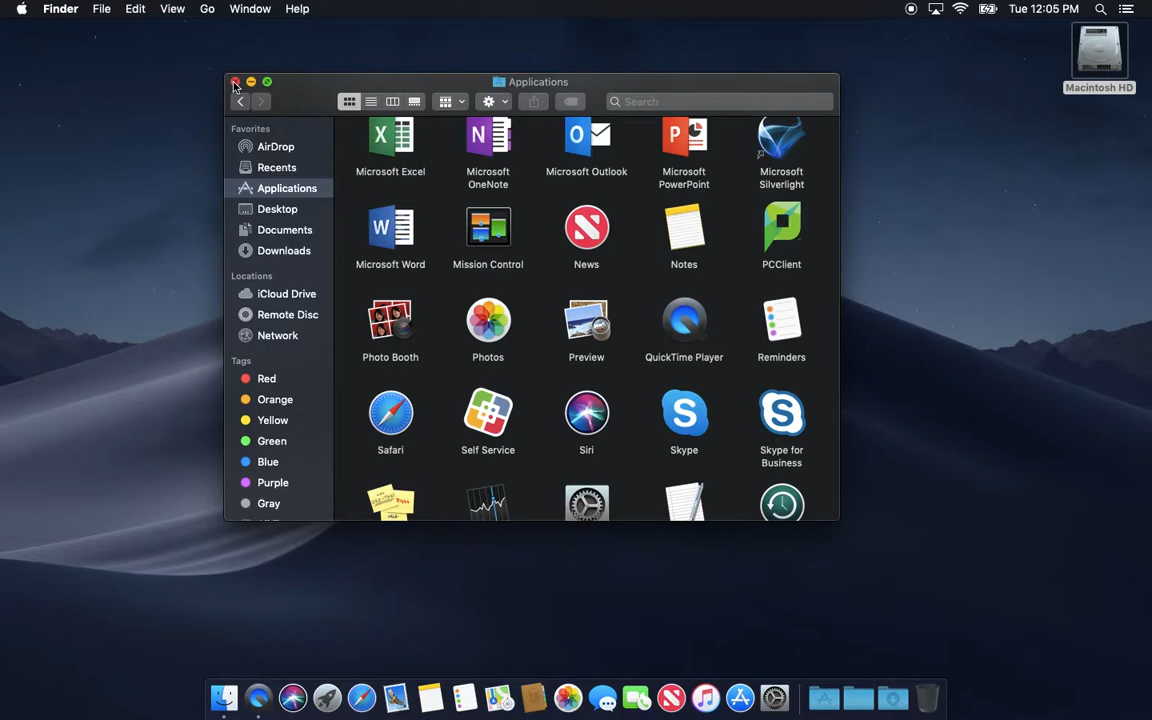 Finder File Edit View Go Window Help Tue 12:05 PM
Macintosh HD
Applications
Search
Favorites
AirDrop
Recents
Applications
Desktop
Documents
Downloads
Locations
iCloud Drive
Remote Disc
Network
Tags
Red
Orange
Yellow
Green
Blue
Purple
Gray
Microsoft Excel
Microsoft
OneNote
Microsoft Outlook
Microsoft
PowerPoint
Microsoft
Silverlight
Microsoft Word
Mission Control
News
Notes
PCClient
Photo Booth
Photos
Preview
QuickTime Player
Reminders
Safari
Self Service
Siri
Skype
Skype for
Business